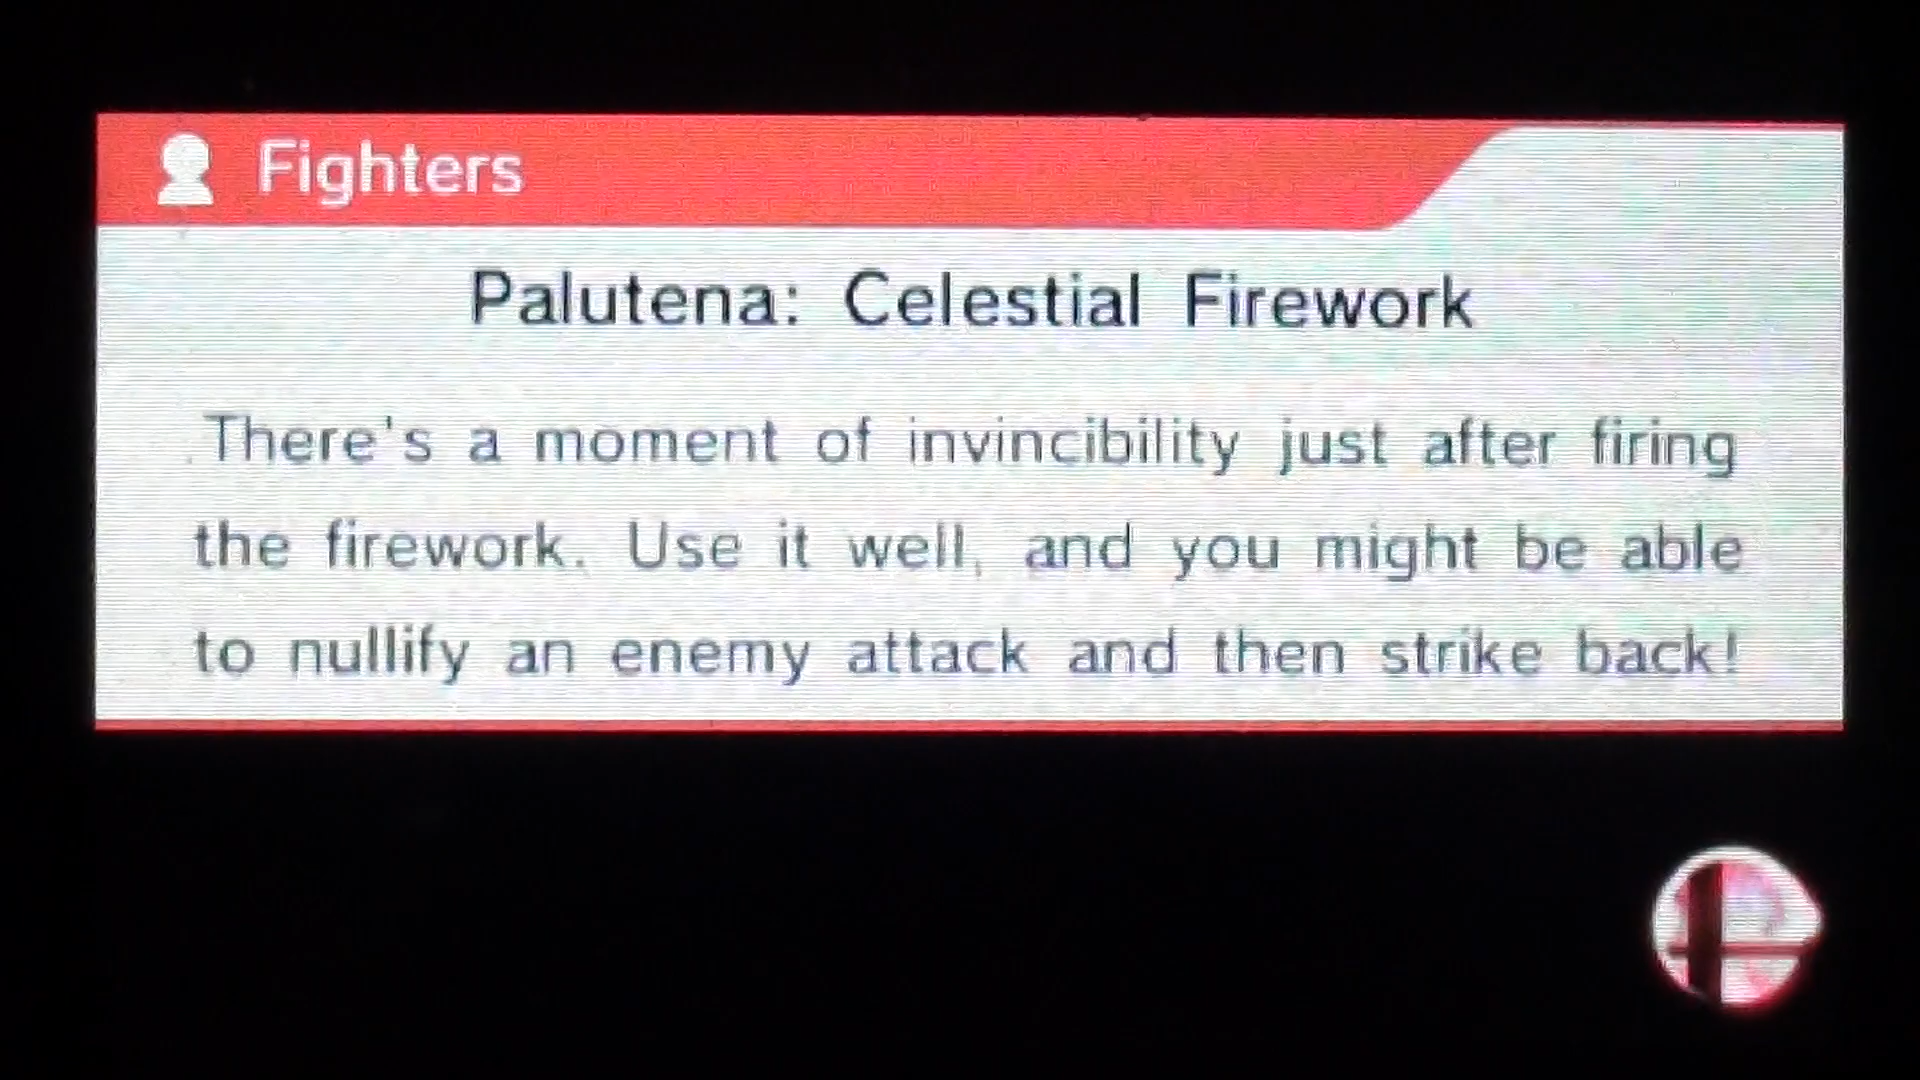 Fighters
Palutena: Celestial Firework
There's a moment of invincibility just after firing
the firework. Use it well, and you might be able
to nullify an enemy attack and then strike back!